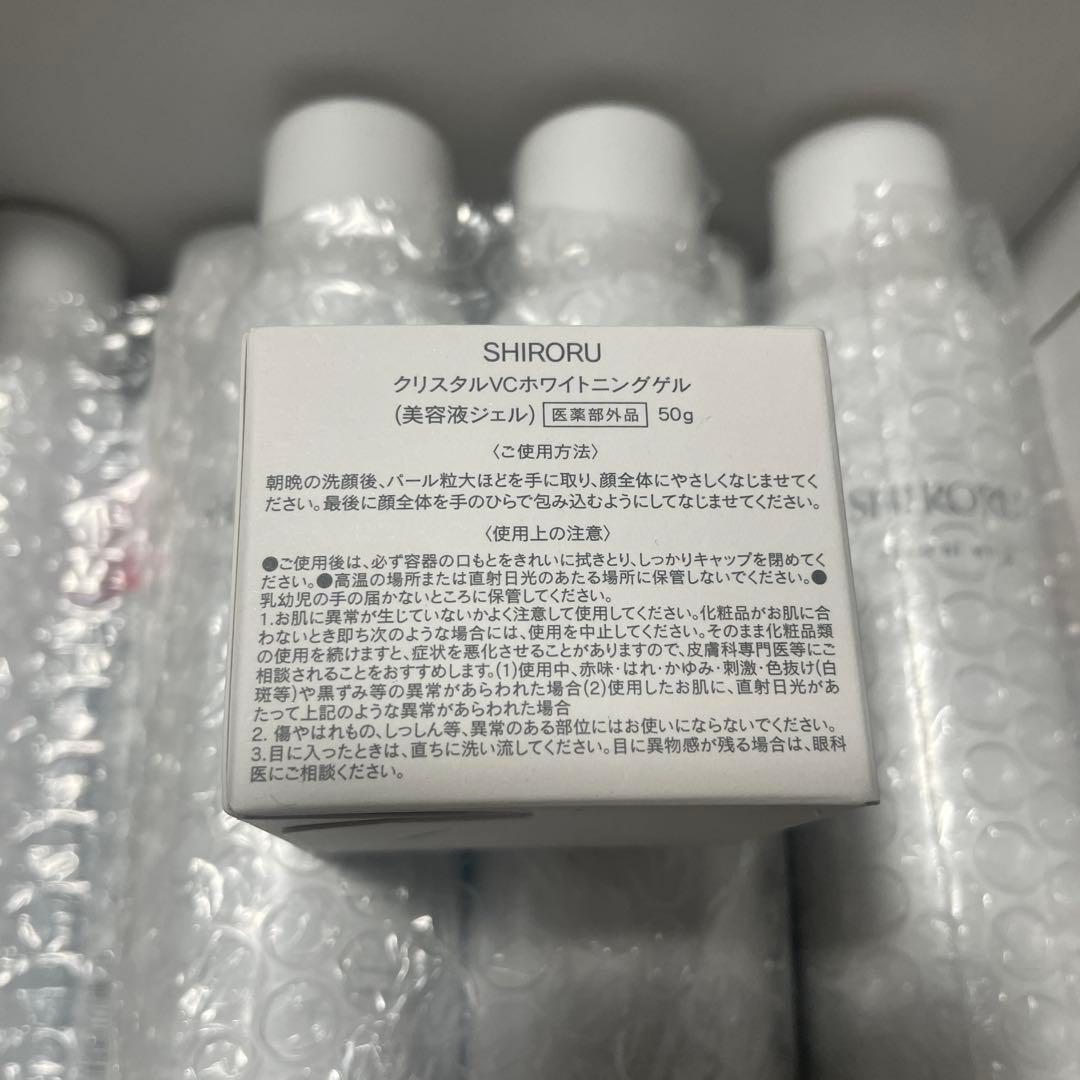 SHIRORU
クリスタルVCホワイトニングゲル
(美容液ジェル) 医薬部外品 50g
〈ご使用方法〉
朝晩の洗顔後、パール粒大ほどを手に取り、顔全体にやさしくなじませてく
ださい。最後に顔全体を手のひらで包み込むようにしてなじませてください。
〈使用上の注意〉
●ご使用後は、必ず容器の口もとをきれいに拭きとり、しっかりキャップを閉めてく
ださい。●高温の場所または直射日光のあたる場所に保管しないでください。●
乳幼児の手の届かないところに保管してください。
1.お肌に異常が生じていないかよく注意して使用してください。化粧品がお肌に合
わないとき即ち次のような場合には、使用を中止してください。そのまま化粧品類
の使用を続けますと、症状を悪化させることがありますので、皮膚科専門医等にご
相談されることをおすすめします。(1)使用中、赤味・はれ・かゆみ・刺激・色抜け(白
斑等)や黒ずみ等の異常があらわれた場合(2)使用したお肌に、直射日光があ
たって上記のような異常があらわれた場合
2. 傷やはれもの、しっしん等、異常のある部位にはお使いにならないでください。
3.目に入ったときは、直ちに洗い流してください。目に異物感が残る場合は、眼科
医にご相談ください。
SHIRORU